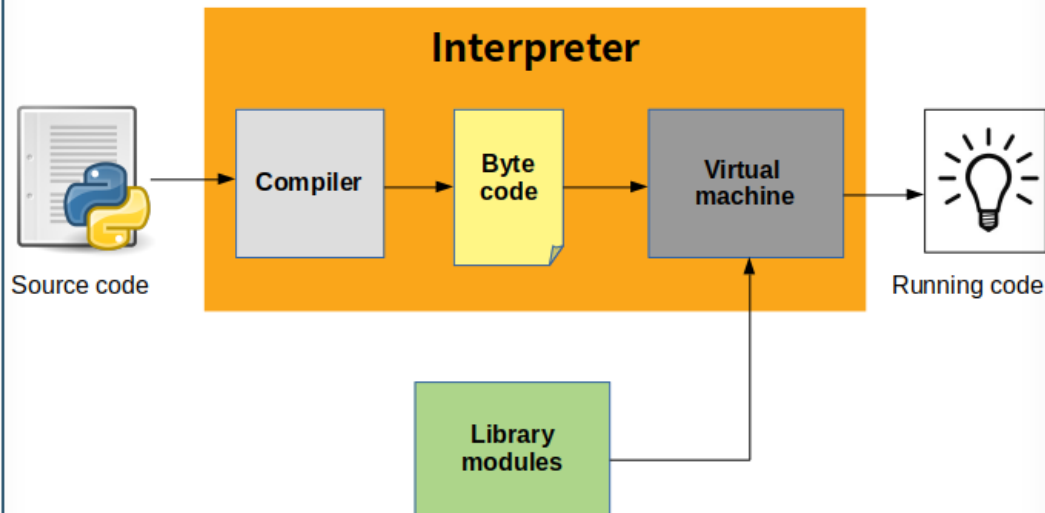 Interpreter
Compiler
Byte
code
Virtual
machine
Source code
Running code
Library
modules